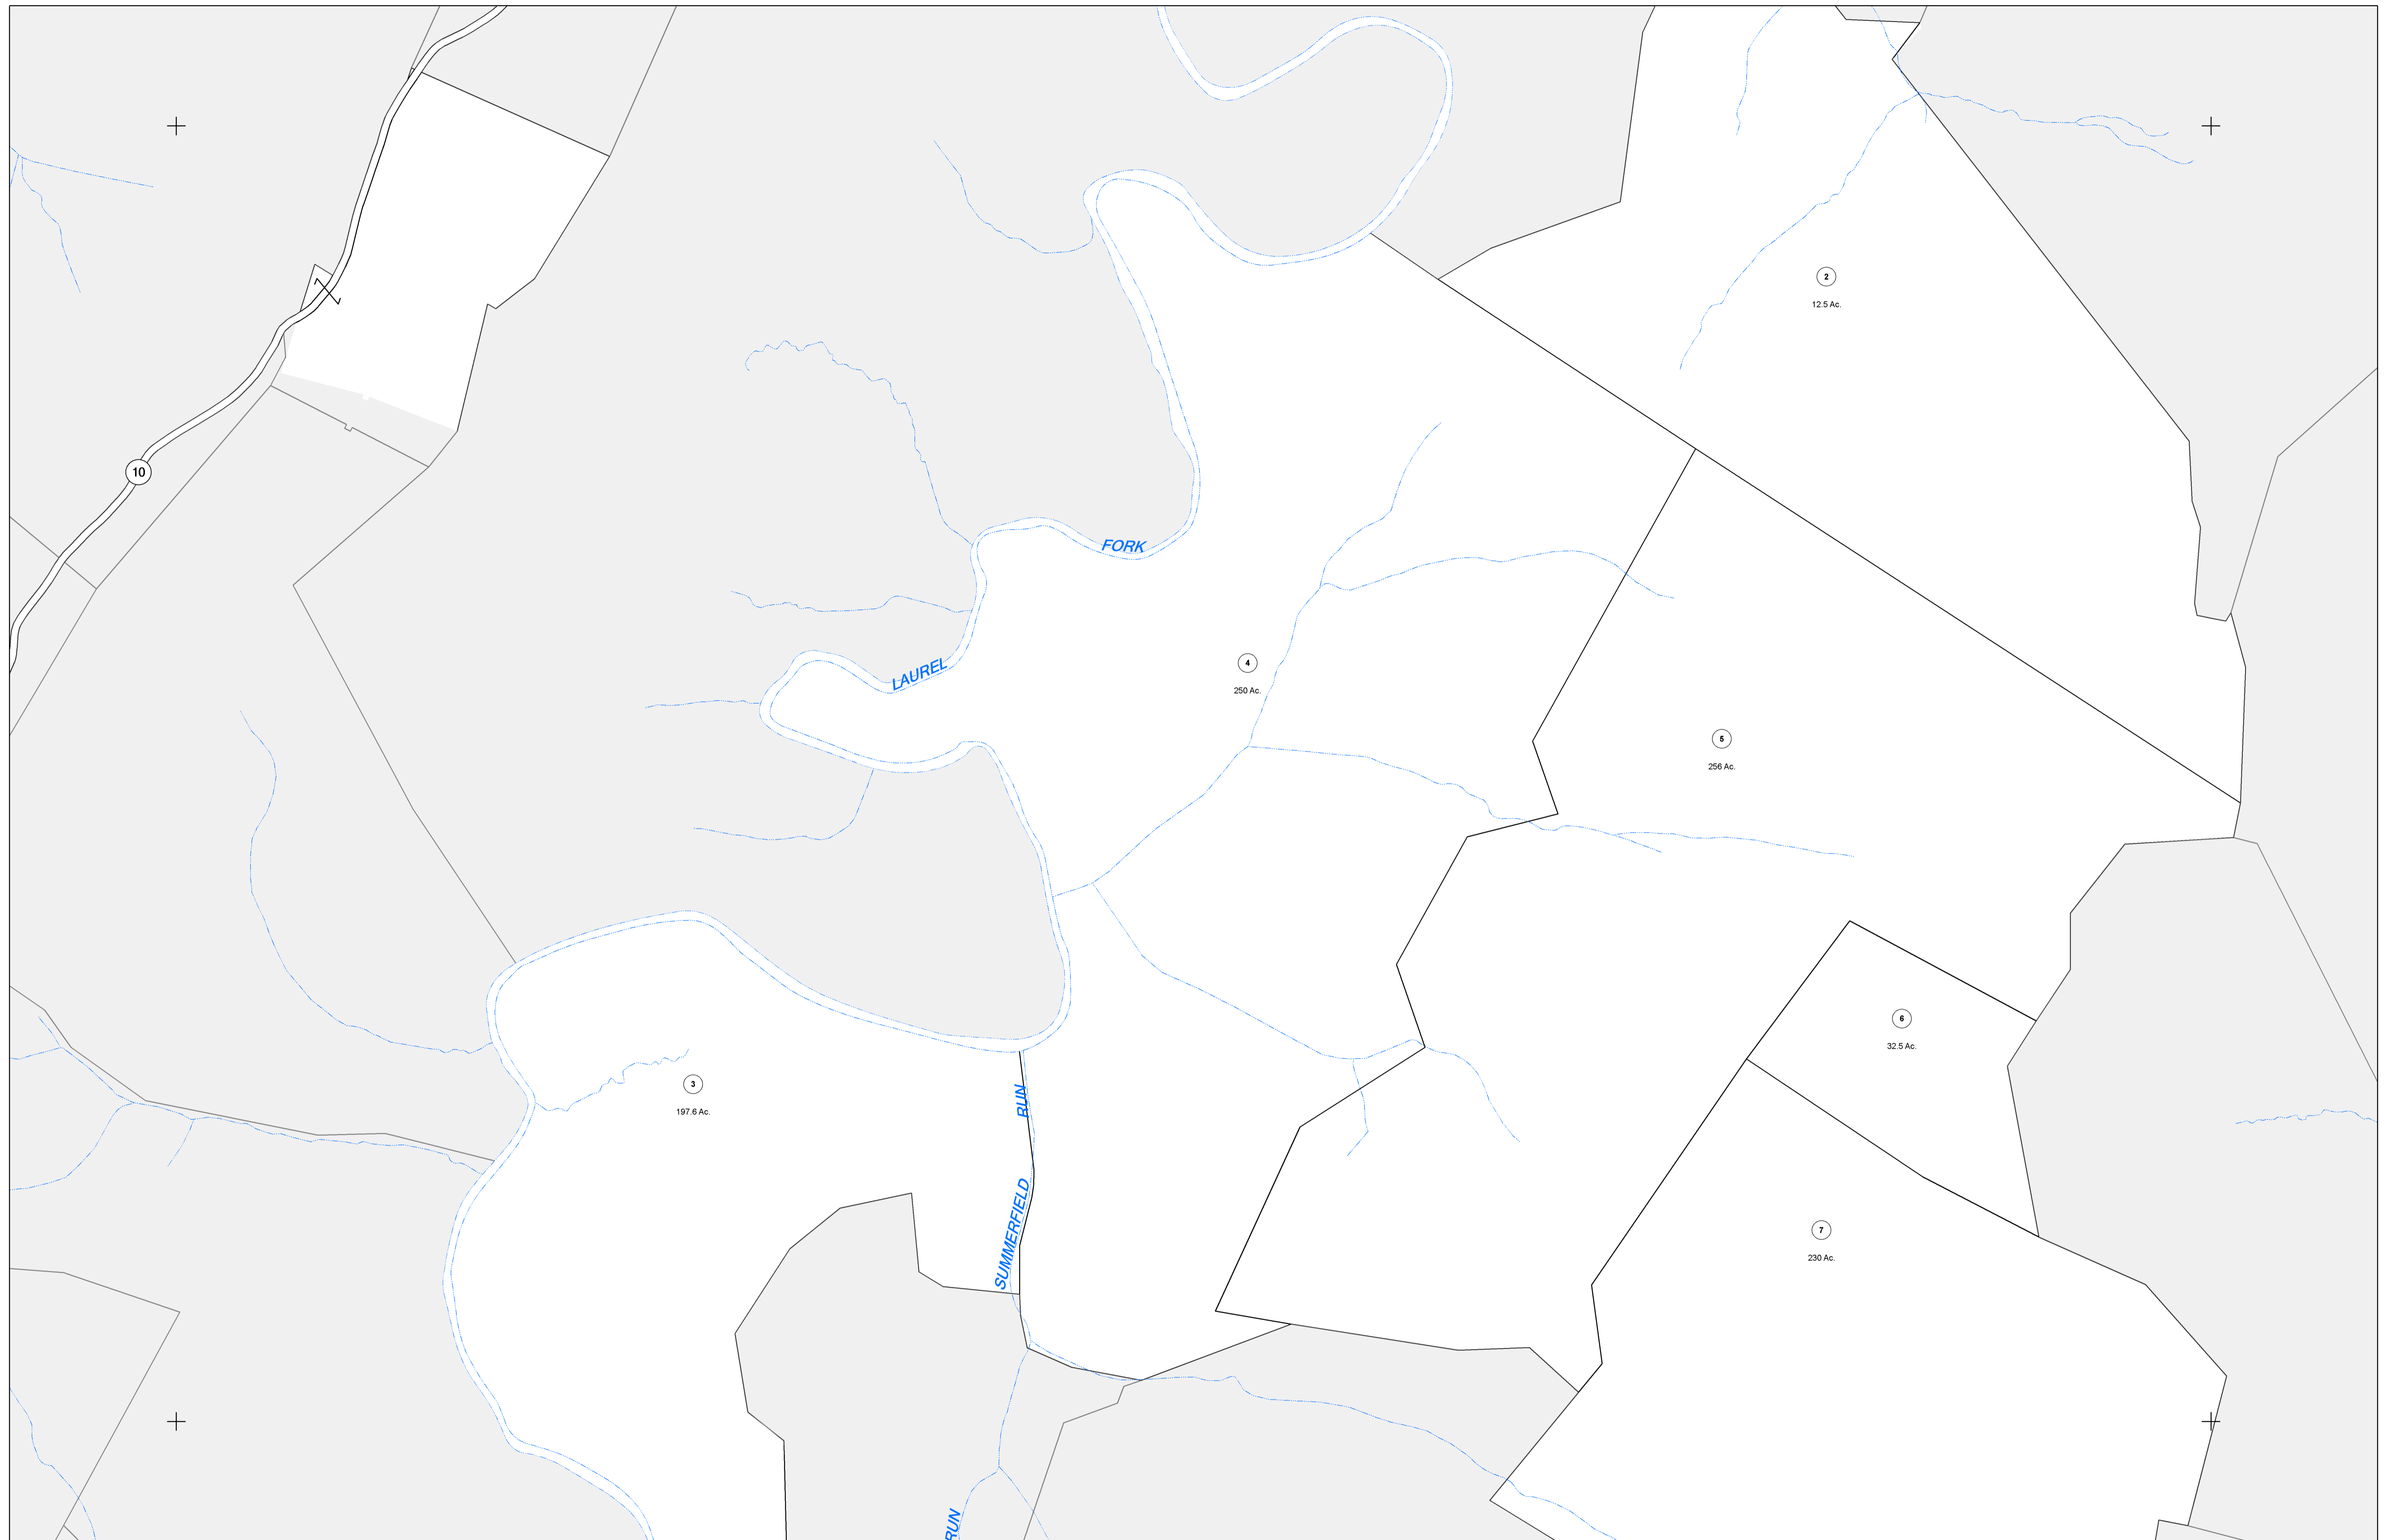 2
12.5 Ac.
10
FORK
LAUREL
4
250 Ac.
5
256 Ac.
6
32.5 Ac.
3
197.6 Ac.
RUN
SUMMERFIELD
7
230 Ac.
RUN